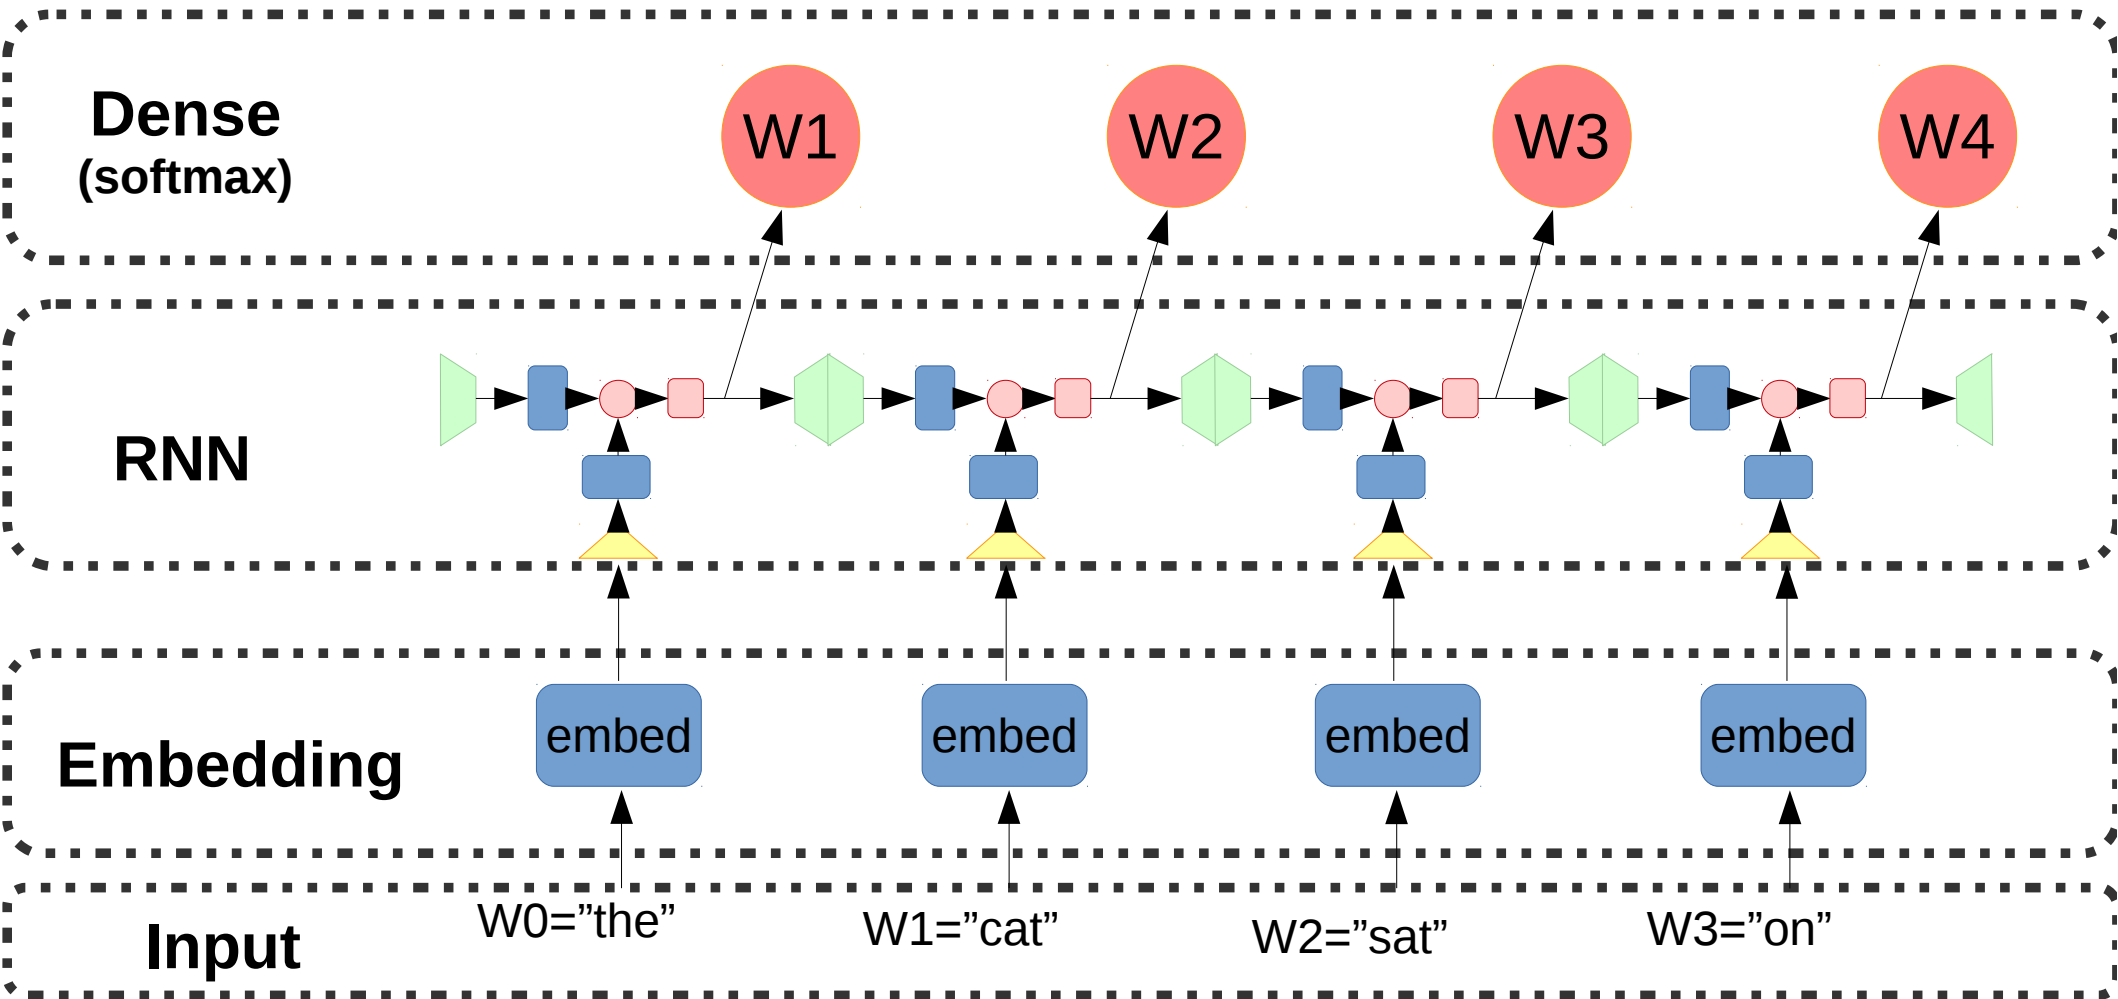 Dense
(softmax)
W1
W2
W3
W4
RNN
Embedding
embed
embed
embed
embed
Input
W0=”the”
W1=”cat”
W2=”sat”
W3=”on”